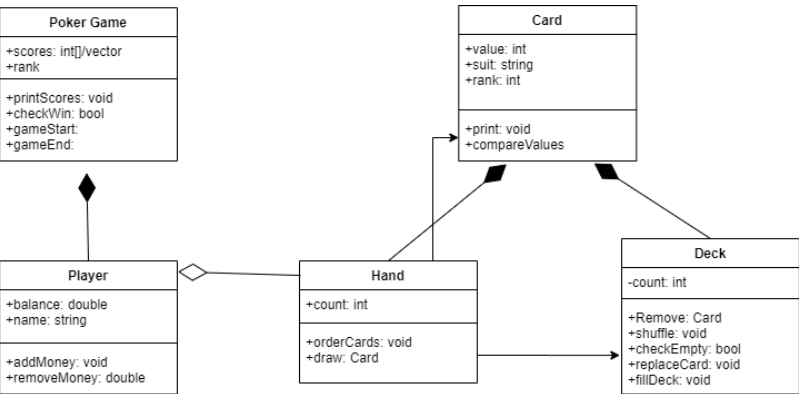 Poker Game
+scores: int[]/vector
+rank
+printScores: void
+checkWin: bool
+gameStart:
+gameEnd:
Card
+value: int
+suit: string
+rank: int
+print: void
+compareValues
Player
+balance: double
+name: string
+addMoney: void
+removeMoney: double
Hand
+count: int
+orderCards: void
+draw: Card
Deck
-count: int
+Remove: Card
+shuffle: void
+checkEmpty: bool
+replaceCard: void
+fillDeck: void